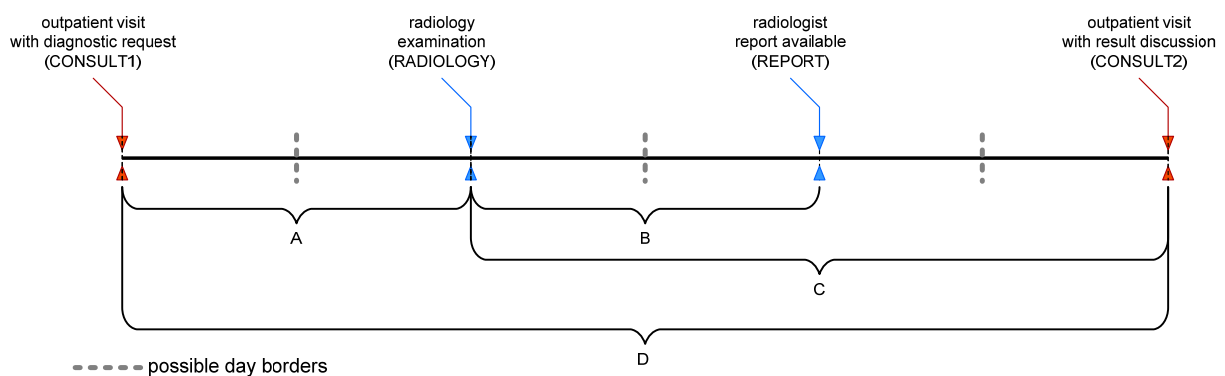 outpatient visit
with diagnostic request
(CONSULT1)
radiology
examination
(RADIOLOGY)
radiologist
report available
(REPORT)
outpatient visit
with result discussion
(CONSULT2)
A
B
C
D
possible day borders